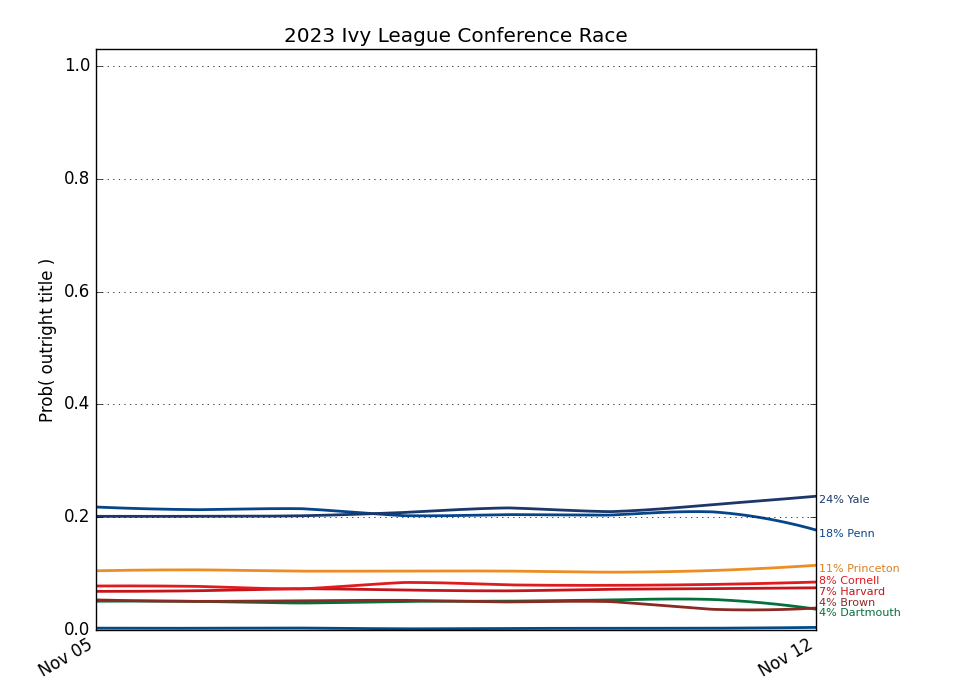 2023 Ivy League Conference Race
Prob( outright title )
1.0
0.8
0.6
0.4
0.2
0.0
Nov 05
Nov 12
24% Yale
18% Penn
11% Princeton
8% Cornell
7% Harvard
4% Brown
4% Dartmouth